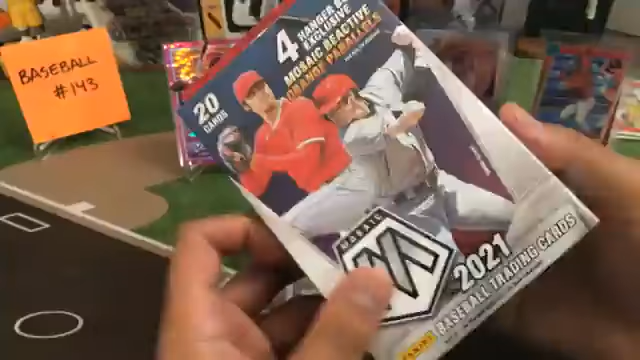 BASEBALL
#143
20
CARDS
4
HANGER
EXCLUSIVE
MOSAIC REACTIVE
ORANGE PARALLELS
MOSAIC
M
2021
PANINI
BASEBALL TRADING CARDS